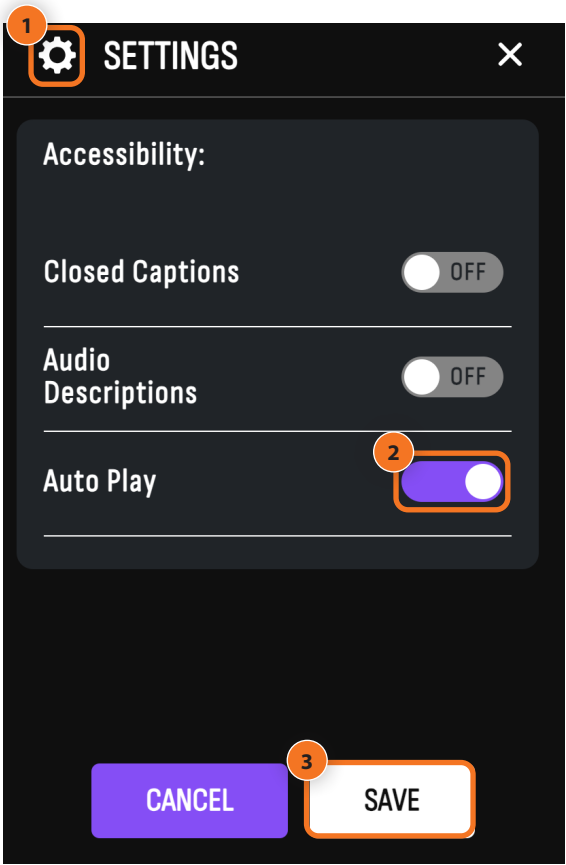 1
SETTINGS
Accessibility:
Closed Captions OFF
Audio
Descriptions OFF
2
Auto Play
3
CANCEL SAVE